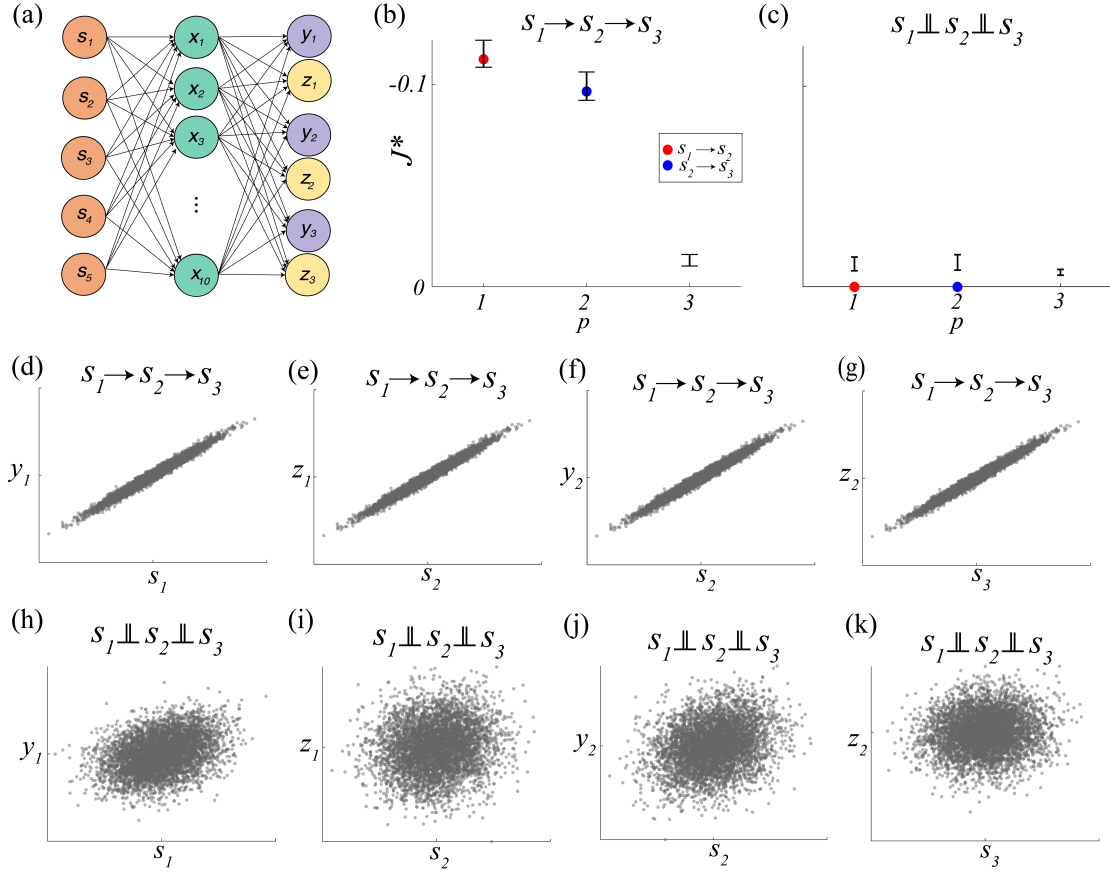 (a)
s1
s2
s3
s4
s5
x1
x2
x3
...
x10
y1
z1
y2
z2
y3
z3
(b)
s1→s2→s3
-0.1
J*
0
1 2 3
p
s1→s2
s2→s3
(c)
s1⫫s2⫫s3
1 2 3
p
(d)
s1→s2→s3
y1
s1
(e)
s1→s2→s3
z1
s2
(f)
s1→s2→s3
y2
s2
(g)
s1→s2→s3
z2
s3
(h)
s1⫫s2⫫s3
y1
s1
(i)
s1⫫s2⫫s3
z1
s2
(j)
s1⫫s2⫫s3
y2
s2
(k)
s1⫫s2⫫s3
z2
s3